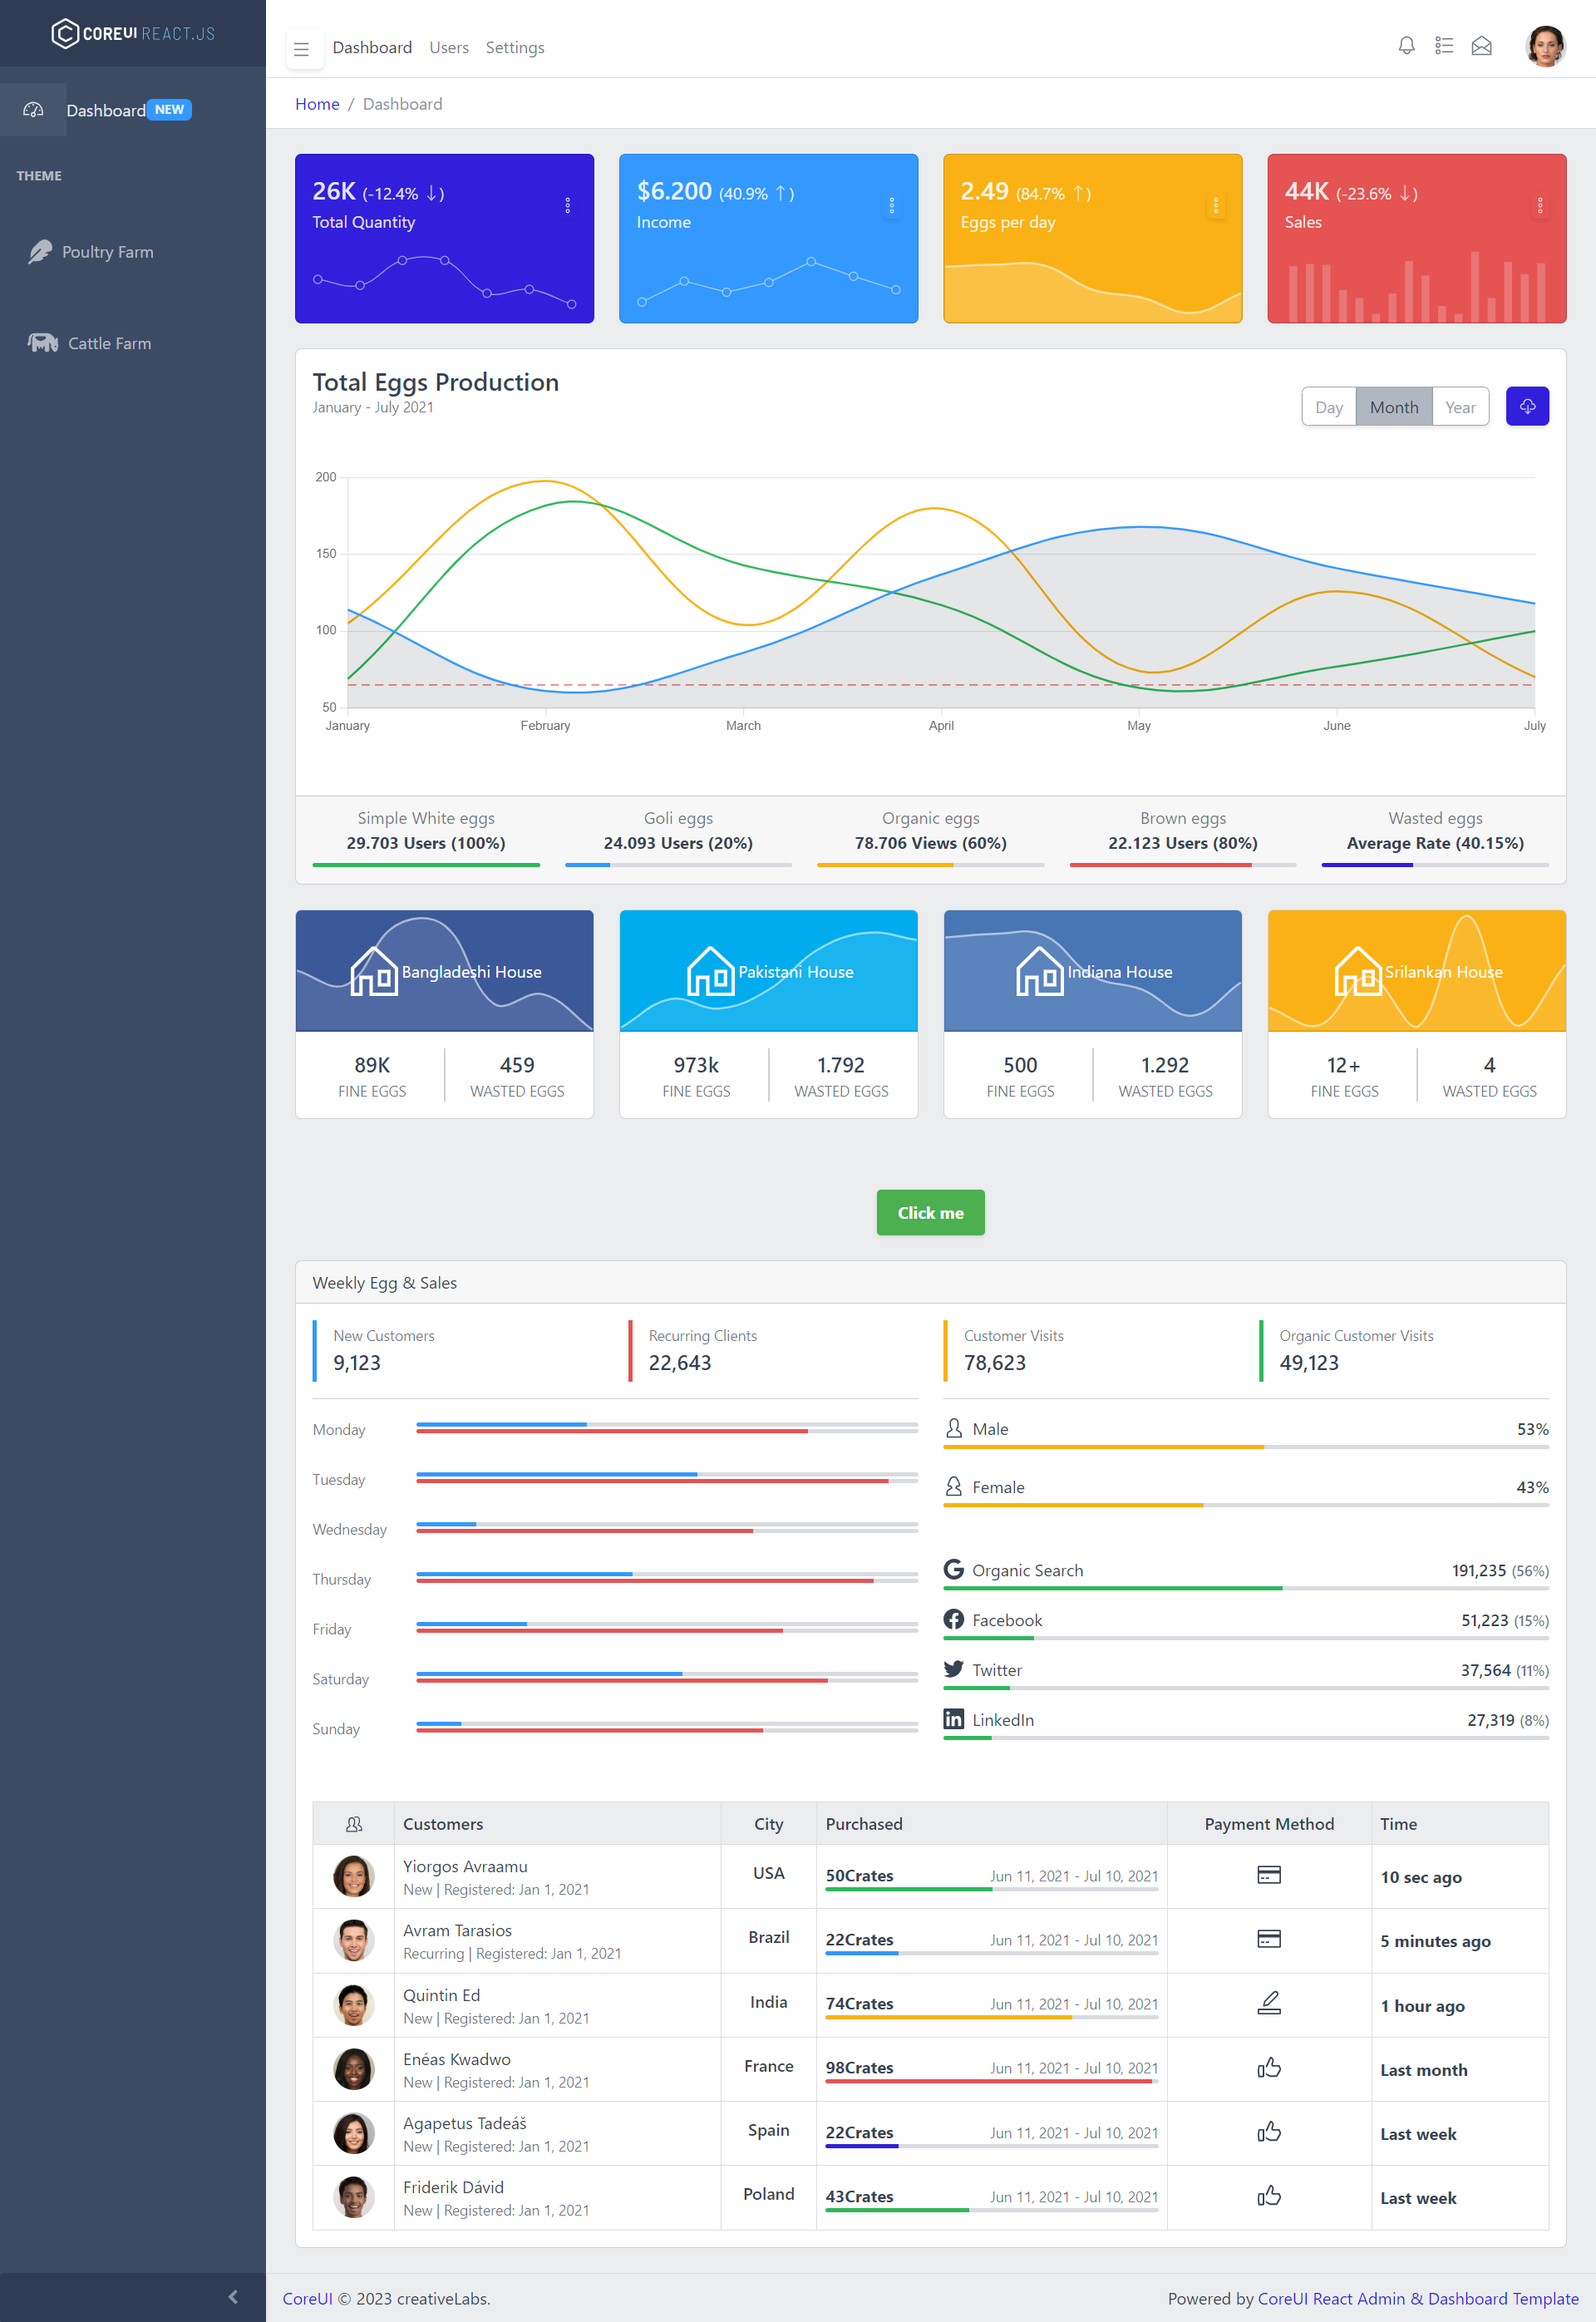 COREUI REACT.JS
Dashboard Users Settings
Dashboard NEW
Home / Dashboard
THEME
Poultry Farm
Cattle Farm
26K (-12.4% ↓)
Total Quantity
$6.200 (40.9% ↑)
Income
2.49 (84.7% ↑)
Eggs per day
44K (-23.6% ↓)
Sales
Total Eggs Production
January - July 2021
Day Month Year
200
150
100
50
January February March April May June July
Simple White eggs
29.703 Users (100%)
Goli eggs
24.093 Users (20%)
Organic eggs
78.706 Views (60%)
Brown eggs
22.123 Users (80%)
Wasted eggs
Average Rate (40.15%)
Bangladeshi House
89K
FINE EGGS
459
WASTED EGGS
Pakistani House
973k
FINE EGGS
1.792
WASTED EGGS
Indiana House
500
FINE EGGS
1.292
WASTED EGGS
Srilankan House
12+
FINE EGGS
4
WASTED EGGS
Click me
Weekly Egg & Sales
New Customers
9,123
Recurring Clients
22,643
Customer Visits
78,623
Organic Customer Visits
49,123
Monday
Tuesday
Wednesday
Thursday
Friday
Saturday
Sunday
Male 53%
Female 43%
Organic Search 191,235 (56%)
Facebook 51,223 (15%)
Twitter 37,564 (11%)
LinkedIn 27,319 (8%)
Customers City Purchased Payment Method Time
Yiorgos Avraamu
New | Registered: Jan 1, 2021
USA
50Crates Jun 11, 2021 - Jul 10, 2021
10 sec ago
Avram Tarasios
Recurring | Registered: Jan 1, 2021
Brazil
22Crates Jun 11, 2021 - Jul 10, 2021
5 minutes ago
Quintin Ed
New | Registered: Jan 1, 2021
India
74Crates Jun 11, 2021 - Jul 10, 2021
1 hour ago
Enéas Kwadwo
New | Registered: Jan 1, 2021
France
98Crates Jun 11, 2021 - Jul 10, 2021
Last month
Agapetus Tadeáš
New | Registered: Jan 1, 2021
Spain
22Crates Jun 11, 2021 - Jul 10, 2021
Last week
Friderik Dávid
New | Registered: Jan 1, 2021
Poland
43Crates Jun 11, 2021 - Jul 10, 2021
Last week
CoreUI © 2023 creativeLabs.
Powered by CoreUI React Admin & Dashboard Template